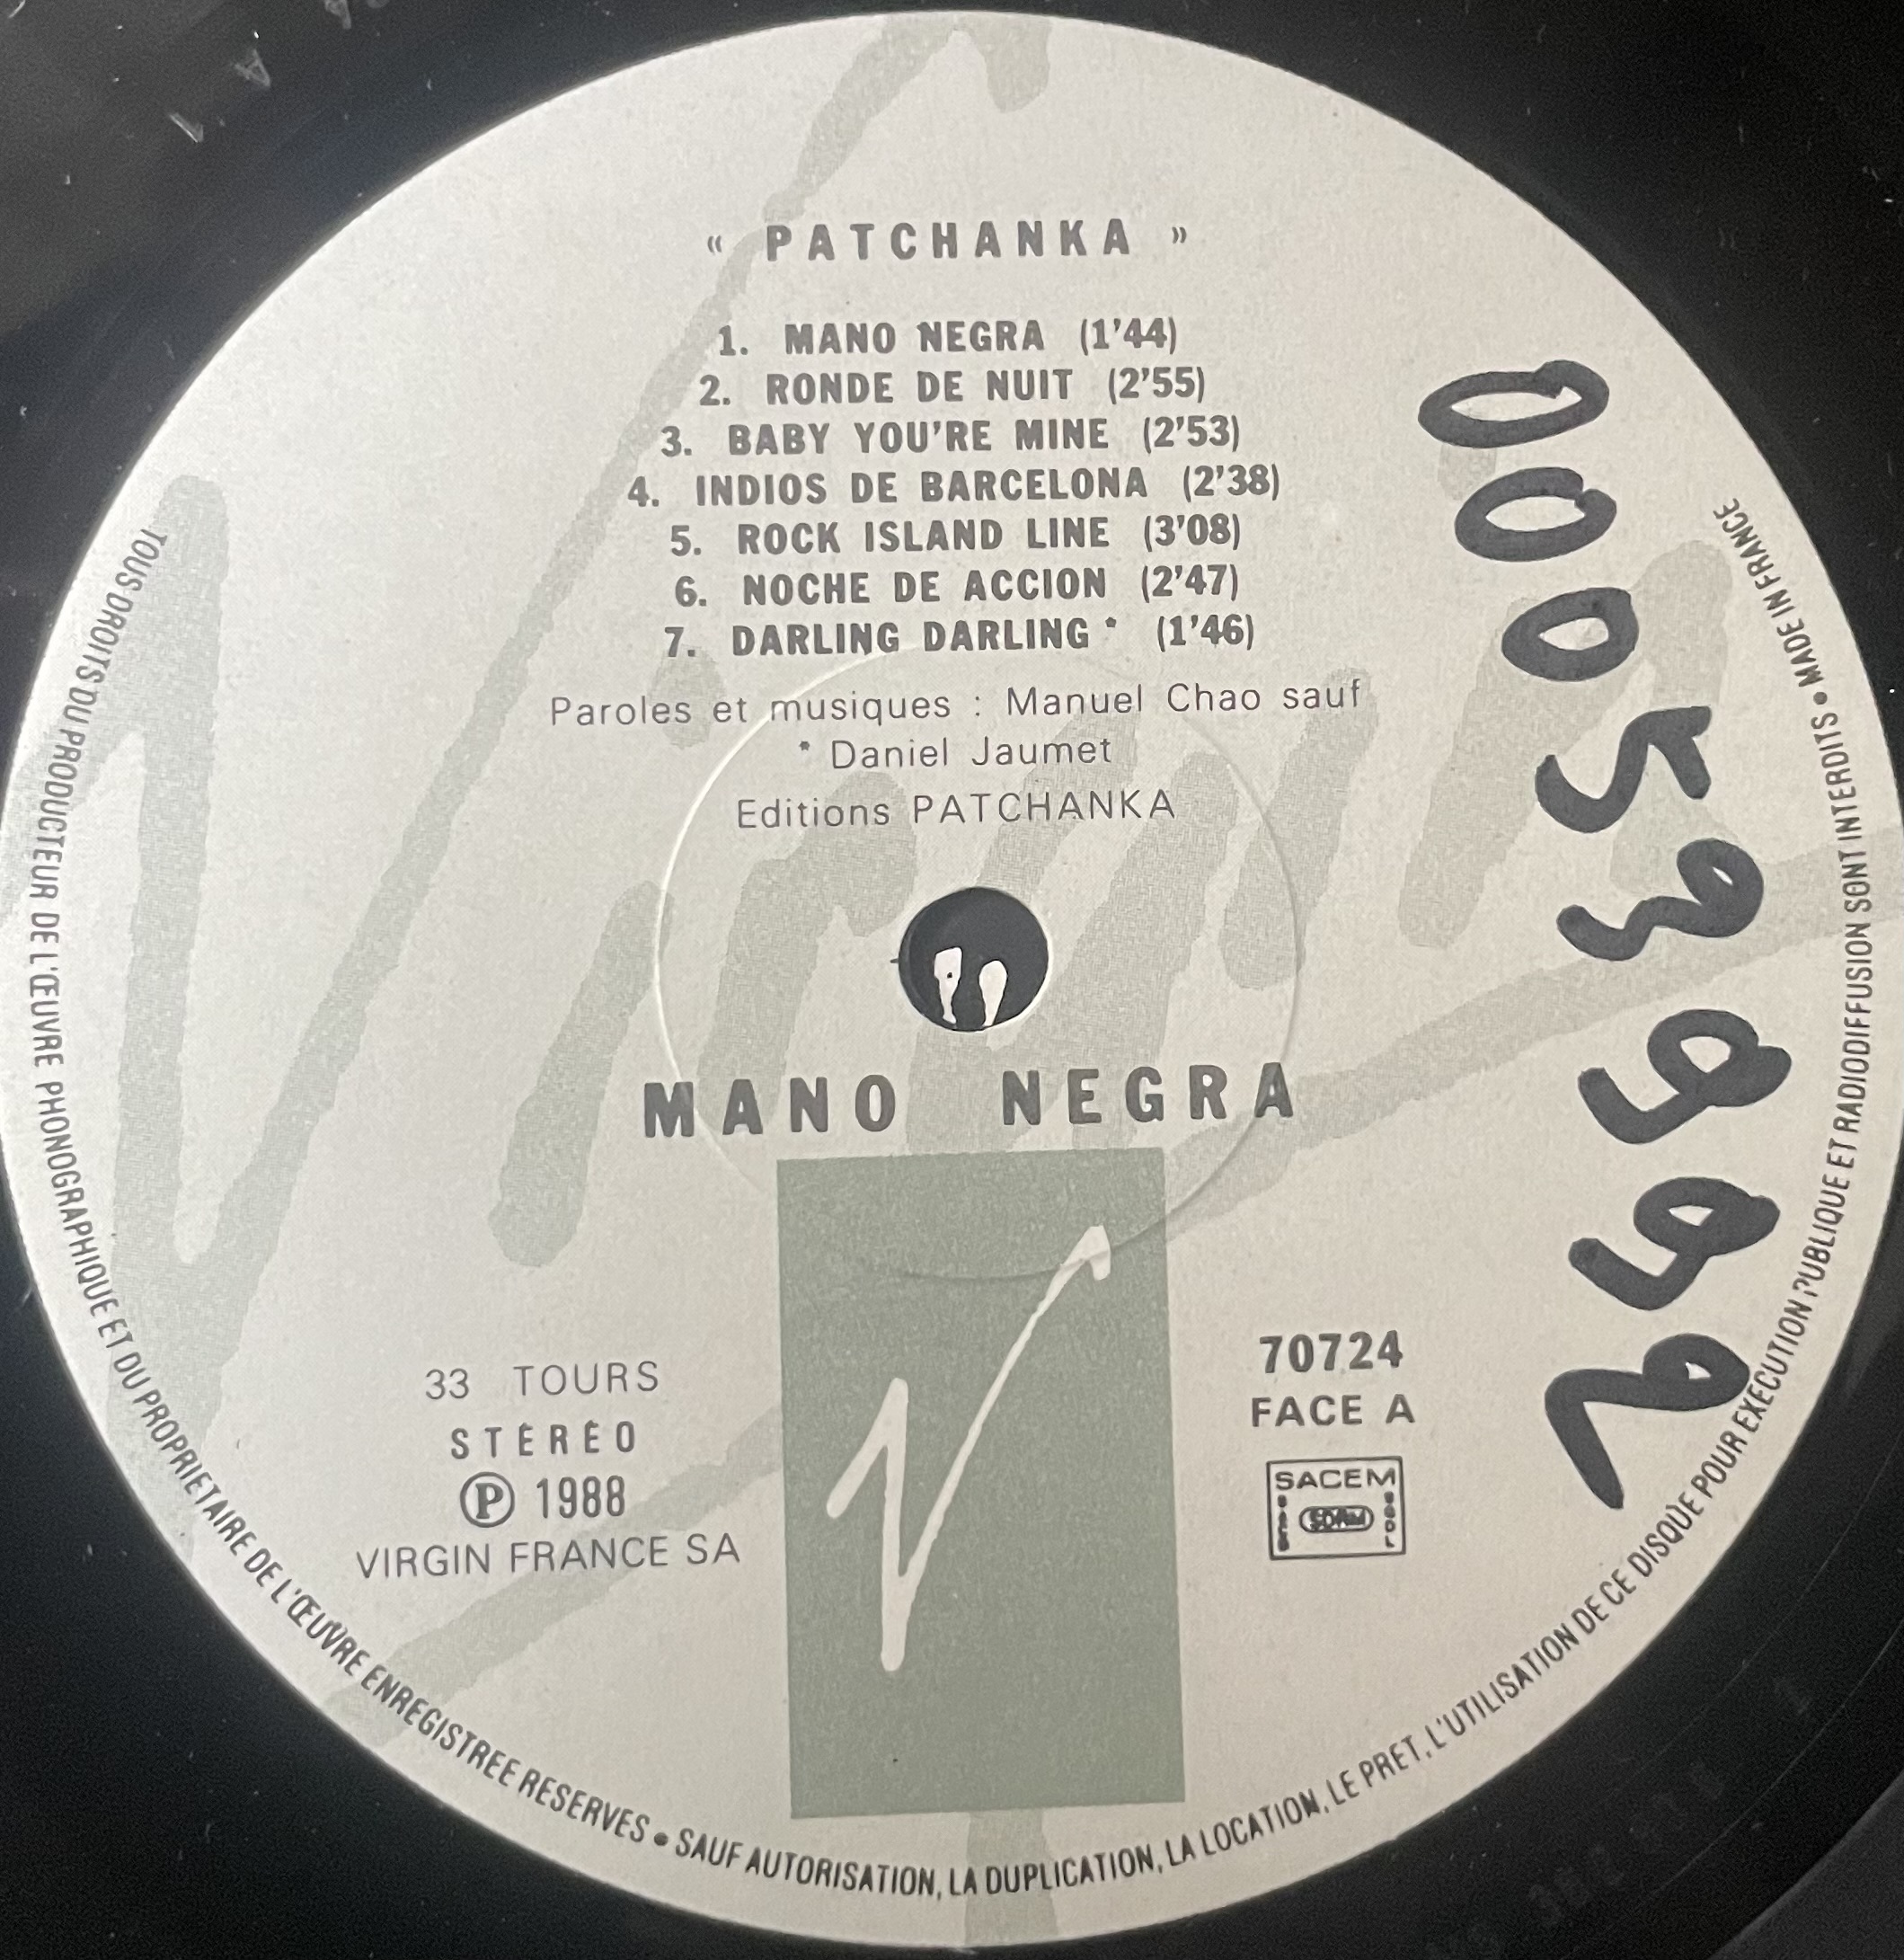 « PATCHANKA »
1. MANO NEGRA (1'44)
2. RONDE DE NUIT (2'55)
3. BABY YOU'RE MINE (2'53)
4. INDIOS DE BARCELONA (2'38)
5. ROCK ISLAND LINE (3'08)
6. NOCHE DE ACCION (2'47)
7. DARLING DARLING * (1'46)
Paroles et musiques : Manuel Chao sauf
* Daniel Jaumet
Editions PATCHANKA
MANO NEGRA
33 TOURS
STÉRÉO
Ⓟ 1988
VIRGIN FRANCE SA
70724
FACE A
SACEM
SACD SDRM SGDL
Virgin
V
00053992
TOUS DROITS DU PRODUCTEUR DE L'ŒUVRE PHONOGRAPHIQUE ET DU PROPRIETAIRE DE L'ŒUVRE ENREGISTREE RESERVES • SAUF AUTORISATION, LA DUPLICATION, LA LOCATION, LE PRET, L'UTILISATION DE CE DISQUE POUR EXECUTION PUBLIQUE ET RADIODIFFUSION SONT INTERDITS • MADE IN FRANCE